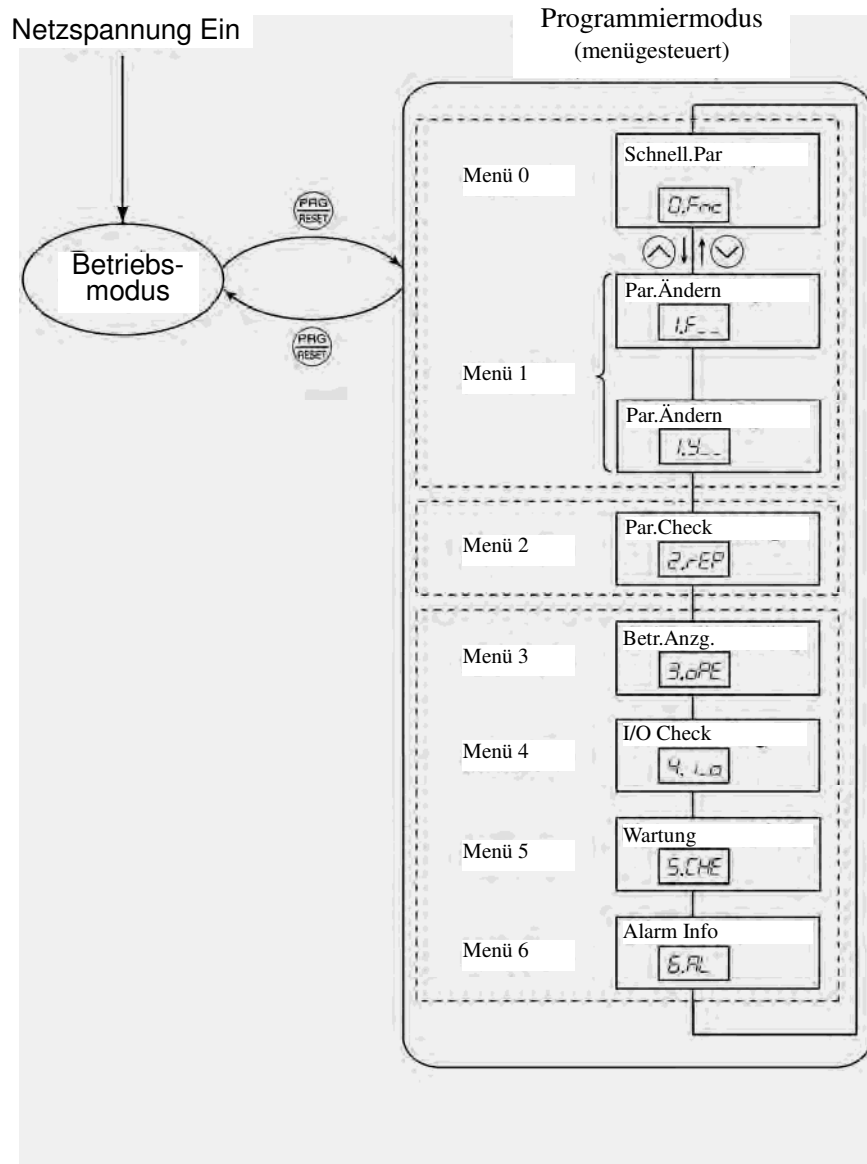 Netzspannung Ein
Programmiermodus
(menügesteuert)
Betriebs-
modus
PRG
RESET
PRG
RESET
Menü 0
Schnell.Par
0.Fnc
Menü 1
Par.Ändern
1.F__
Par.Ändern
1.y__
Menü 2
Par.Check
2.rEP
Menü 3
Betr.Anzg.
3.oPE
Menü 4
I/O Check
4.i_o
Menü 5
Wartung
5.CHE
Menü 6
Alarm Info
6.AL